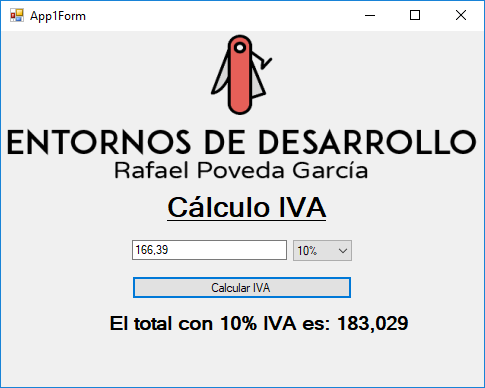 App1Form
ENTORNOS DE DESARROLLO
Rafael Poveda García
Cálculo IVA
166,39 10%
Calcular IVA
El total con 10% IVA es: 183,029